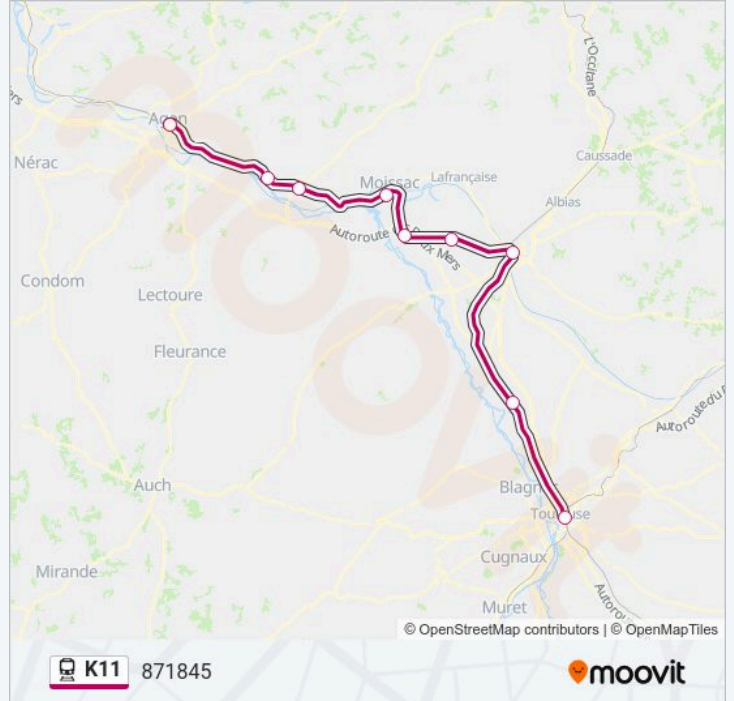 L'Occitane
Agen
Nérac
Caussade
Moissac
Lafrançaise
Albias
Autoroute des Deux Mers
Condom
Lectoure
Fleurance
Autoroute du
Auch
Blagnac
Toulouse
Cugnaux
Mirande
Muret
© OpenStreetMap contributors | © OpenMapTiles
K11 871845
moovit